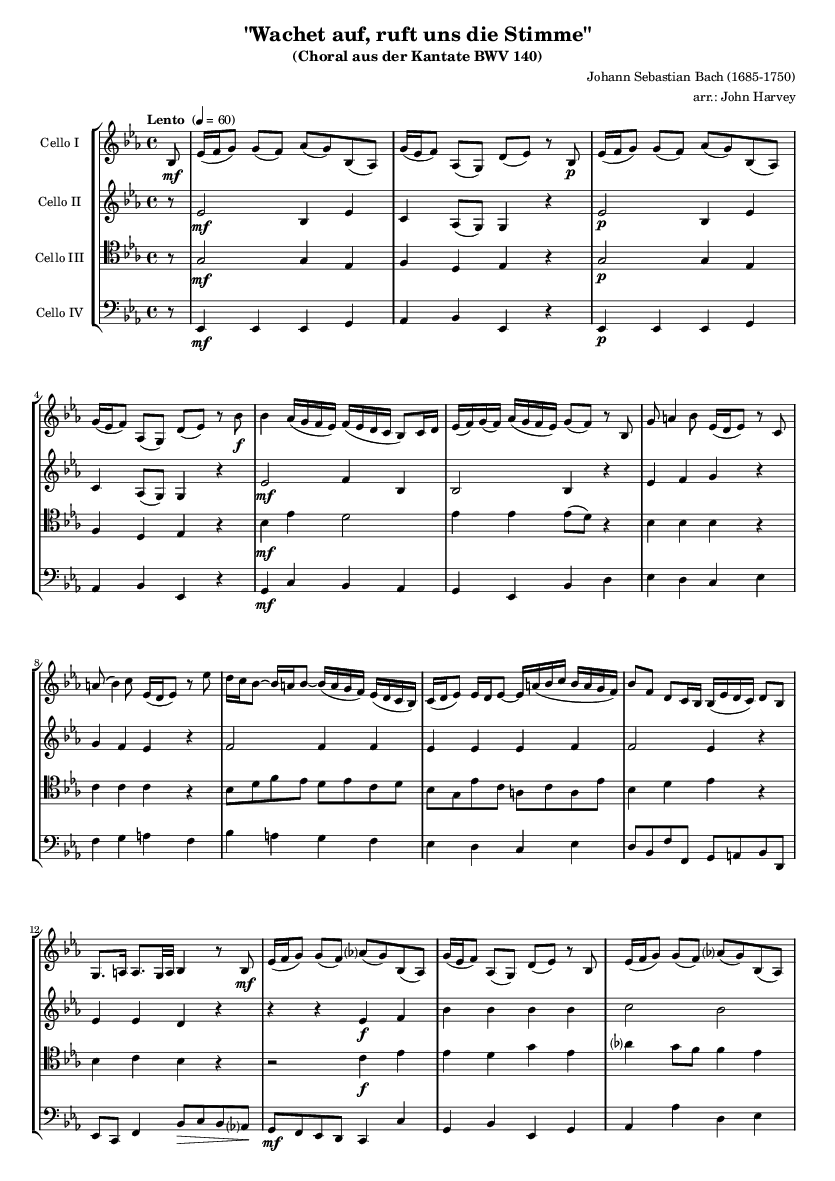 "Wachet auf, ruft uns die Stimme"
(Choral aus der Kantate BWV 140)
Johann Sebastian Bach (1685-1750)
arr.: John Harvey
Lento (♩ = 60)
Cello I
mf p
Cello II
mf p
Cello III
mf p
Cello IV
mf p
4
f
mf
mf
mf
8
12
mf
f
f
mf